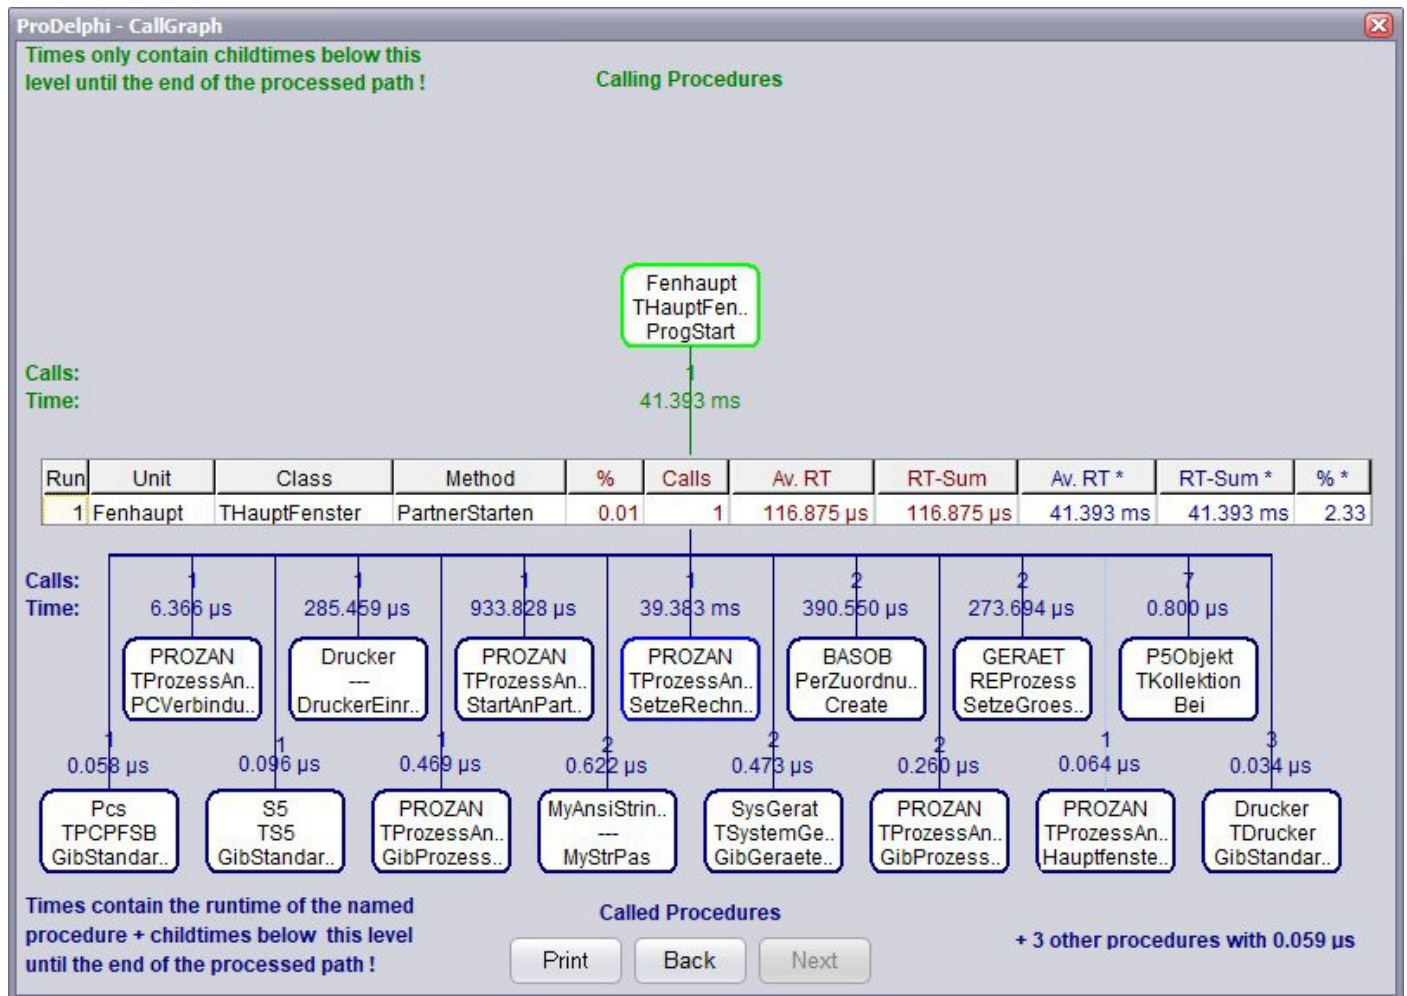 ProDelphi - CallGraph
Times only contain childtimes below this
level until the end of the processed path !
Calling Procedures
Fenhaupt
THauptFen..
ProgStart
Calls: 1
Time: 41.393 ms
Run Unit Class Method % Calls Av. RT RT-Sum Av. RT * RT-Sum * % *
1 Fenhaupt THauptFenster PartnerStarten 0.01 1 116.875 µs 116.875 µs 41.393 ms 41.393 ms 2.33
Calls: 1 1 1 1 2 2 7
Time: 6.366 µs 285.459 µs 933.828 µs 39.383 ms 390.550 µs 273.694 µs 0.800 µs
PROZAN Drucker PROZAN PROZAN BASOB GERAET P5Objekt
TProzessAn.. --- TProzessAn.. TProzessAn.. PerZuordnu.. REProzess TKollektion
PCVerbindu.. DruckerEinr.. StartAnPart.. SetzeRechn.. Create SetzeGroes.. Bei
1 1 1 2 2 2 1 3
0.058 µs 0.096 µs 0.469 µs 0.622 µs 0.473 µs 0.260 µs 0.064 µs 0.034 µs
Pcs S5 PROZAN MyAnsiStrin.. SysGerat PROZAN PROZAN Drucker
TPCPFSB TS5 TProzessAn.. --- TSystemGe.. TProzessAn.. TProzessAn.. TDrucker
GibStandar.. GibStandar.. GibProzess.. MyStrPas GibGeraete.. GibProzess.. Hauptfenste.. GibStandar..
Times contain the runtime of the named
procedure + childtimes below this level
until the end of the processed path !
Called Procedures
+ 3 other procedures with 0.059 µs
Print Back Next